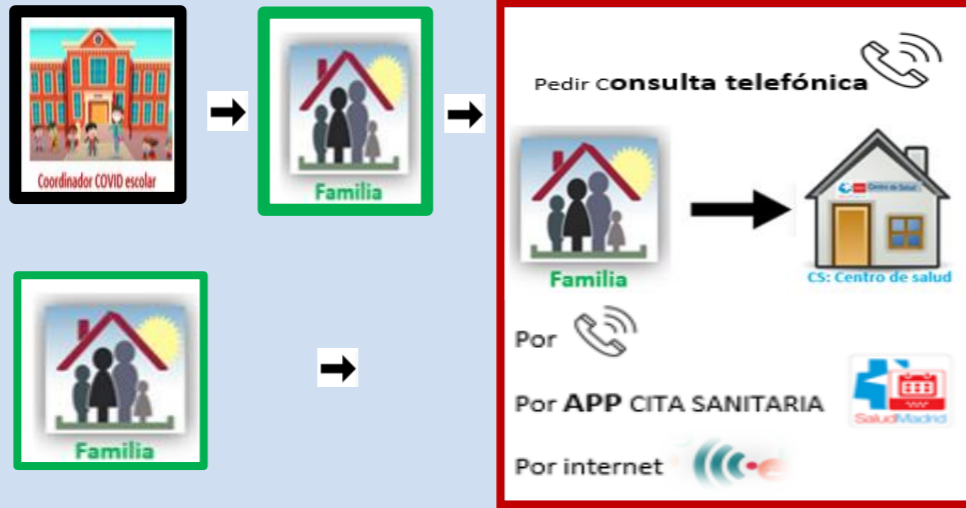 Coordinador COVID escolar
Familia
Pedir consulta telefónica
Centro de Salud
Familia
CS: Centro de salud
Familia
Por
Por APP CITA SANITARIA
SaludMadrid
Por internet